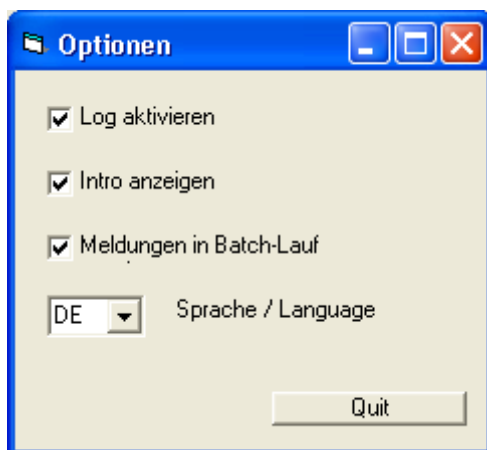 Optionen
Log aktivieren
Intro anzeigen
Meldungen in Batch-Lauf
DE Sprache / Language
Quit